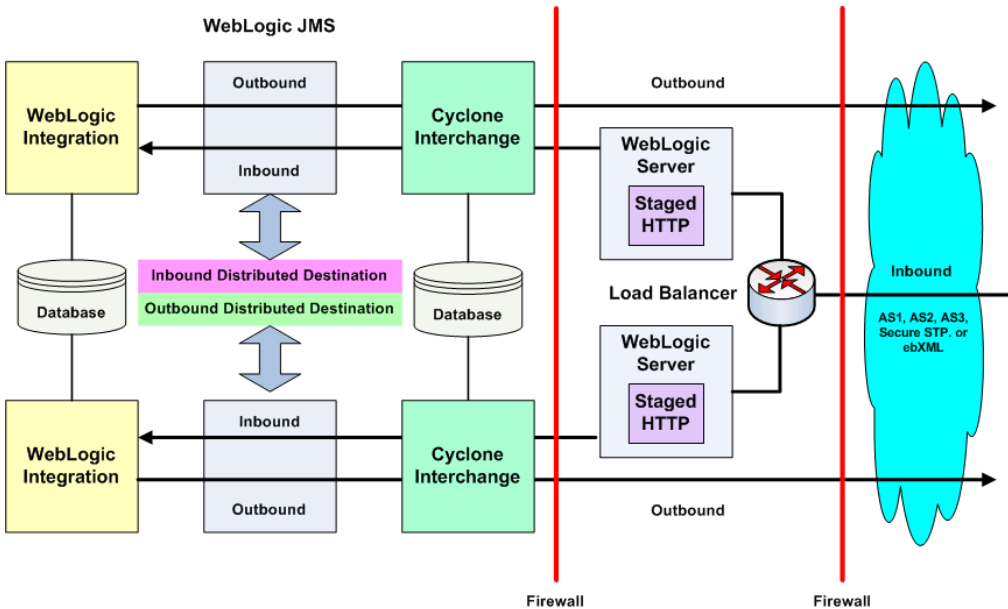 WebLogic JMS
WebLogic
Integration
Outbound
Inbound
Cyclone
Interchange
Outbound
WebLogic
Server
Staged
HTTP
Database
Inbound Distributed Destination
Outbound Distributed Destination
Database
Load Balancer
Inbound
AS1, AS2, AS3,
Secure STP. or
ebXML
WebLogic
Server
Staged
HTTP
WebLogic
Integration
Inbound
Outbound
Cyclone
Interchange
Outbound
Firewall
Firewall